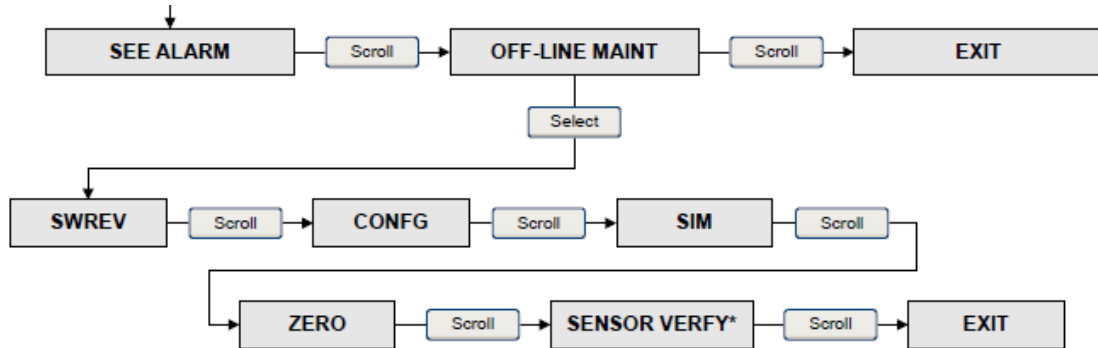 SEE ALARM Scroll OFF-LINE MAINT Scroll EXIT
Select
SWREV Scroll CONFG Scroll SIM Scroll
ZERO Scroll SENSOR VERFY* Scroll EXIT